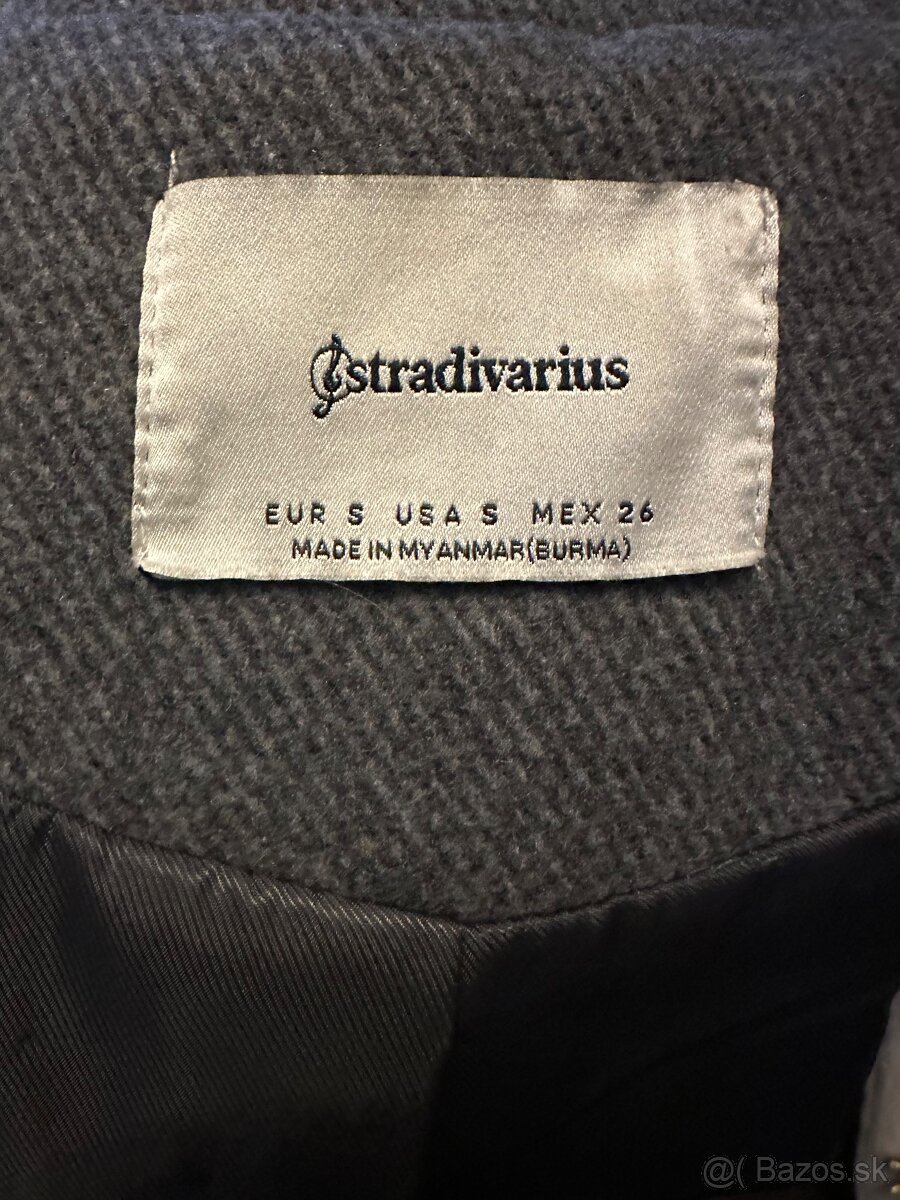 stradivarius
EUR S USA S MEX 26
MADE IN MYANMAR(BURMA)
@( Bazos.sk